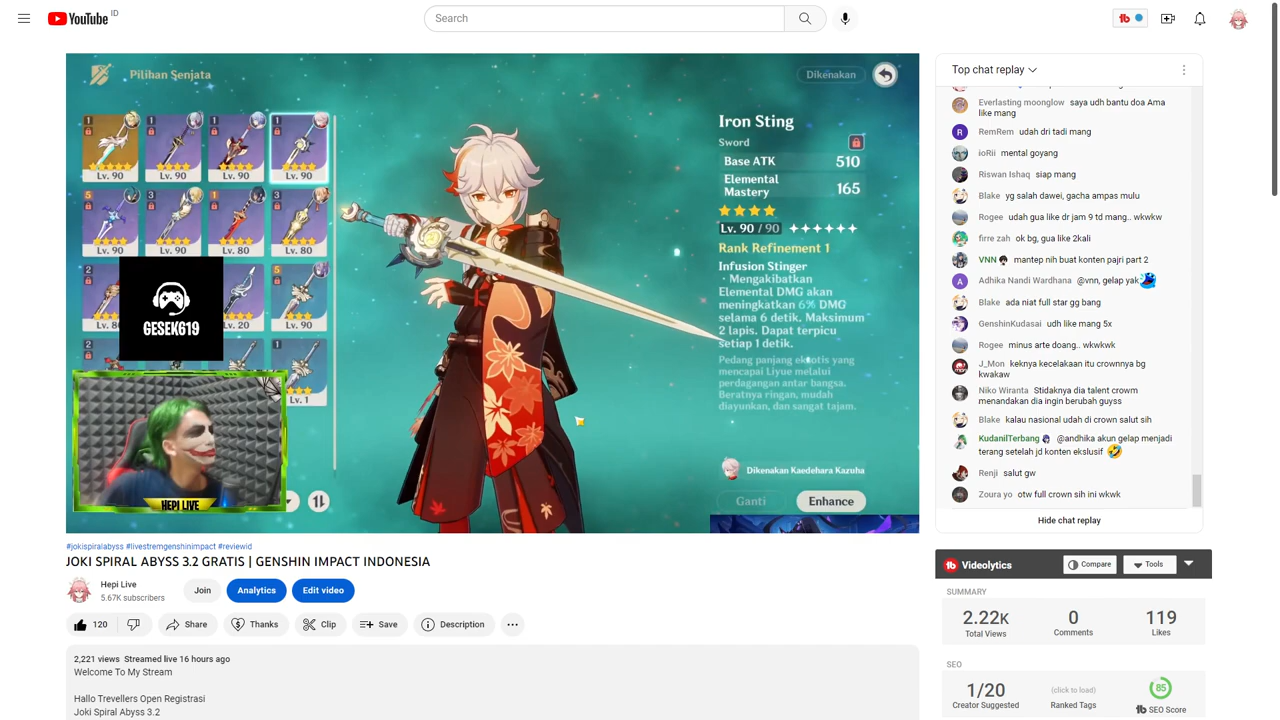 YouTube ID
Search
Pilihan Senjata
Dikenakan
1
Lv. 90
1
Lv. 90
1
Lv. 90
1
Lv. 90
5
Lv. 90
3
Lv. 90
1
Lv. 80
3
Lv. 80
2
Lv. 20
5
Lv. 90
2
Lv. 1
GESEKG19
HEPI LIVE
Iron Sting
Sword
Base ATK 510
Elemental
Mastery 165
Lv. 90 / 90
Rank Refinement 1
Infusion Stinger
· Mengakibatkan
Elemental DMG akan
meningkatkan 6% DMG
selama 6 detik. Maksimum
2 lapis. Dapat terpicu
setiap 1 detik.
Pedang panjang eksotis yang
mencapai Liyue melalui
perdagangan antar bangsa.
Beratnya ringan, mudah
diayunkan, dan sangat tajam.
Dikenakan Kaedehara Kazuha
Ganti
Enhance
#jokispiralabyss #livestremgenshinimpact #reviewid
JOKI SPIRAL ABYSS 3.2 GRATIS | GENSHIN IMPACT INDONESIA
Hepi Live
5.67K subscribers
Join
Analytics
Edit video
120
Share
Thanks
Clip
Save
Description
2,221 views Streamed live 16 hours ago
Welcome To My Stream
Hallo Trevellers Open Registrasi
Joki Spiral Abyss 3.2
Top chat replay
Everlasting moonglow saya udh bantu doa Ama
like mang
R RemRem udah dri tadi mang
ioRii mental goyang
Riswan Ishaq siap mang
Blake yg salah dawei, gacha ampas mulu
Rogee udah gua like dr jam 9 td mang.. wkwkw
firre zah ok bg, gua like 2kali
VNN mantep nih buat konten pajri part 2
A Adhika Nandi Wardhana @vnn, gelap yak
Blake ada niat full star gg bang
GenshinKudasai udh like mang 5x
Rogee minus arte doang.. wkwkwk
J_Mon keknya kecelakaan itu crownnya bg
kwakaw
Niko Wiranta Stidaknya dia talent crowm
menandakan dia ingin berubah guyss
Blake kalau nasional udah di crown salut sih
KudanilTerbang @andhika akun gelap menjadi
terang setelah jd konten ekslusif
Renji salut gw
Zoura yo otw full crown sih ini wkwk
Hide chat replay
tb Videolytics
Compare
Tools
SUMMARY
2.22K
Total Views
0
Comments
119
Likes
SEO
1/20
Creator Suggested
(click to load)
Ranked Tags
85
tb SEO Score